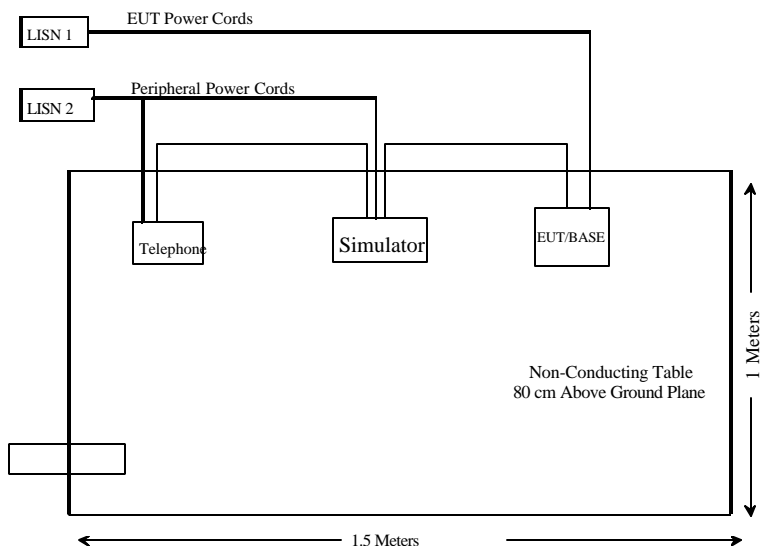 EUT Power Cords
LISN 1
Peripheral Power Cords
LISN 2
Telephone
Simulator
EUT/BASE
1 Meters
Non-Conducting Table
80 cm Above Ground Plane
1.5 Meters